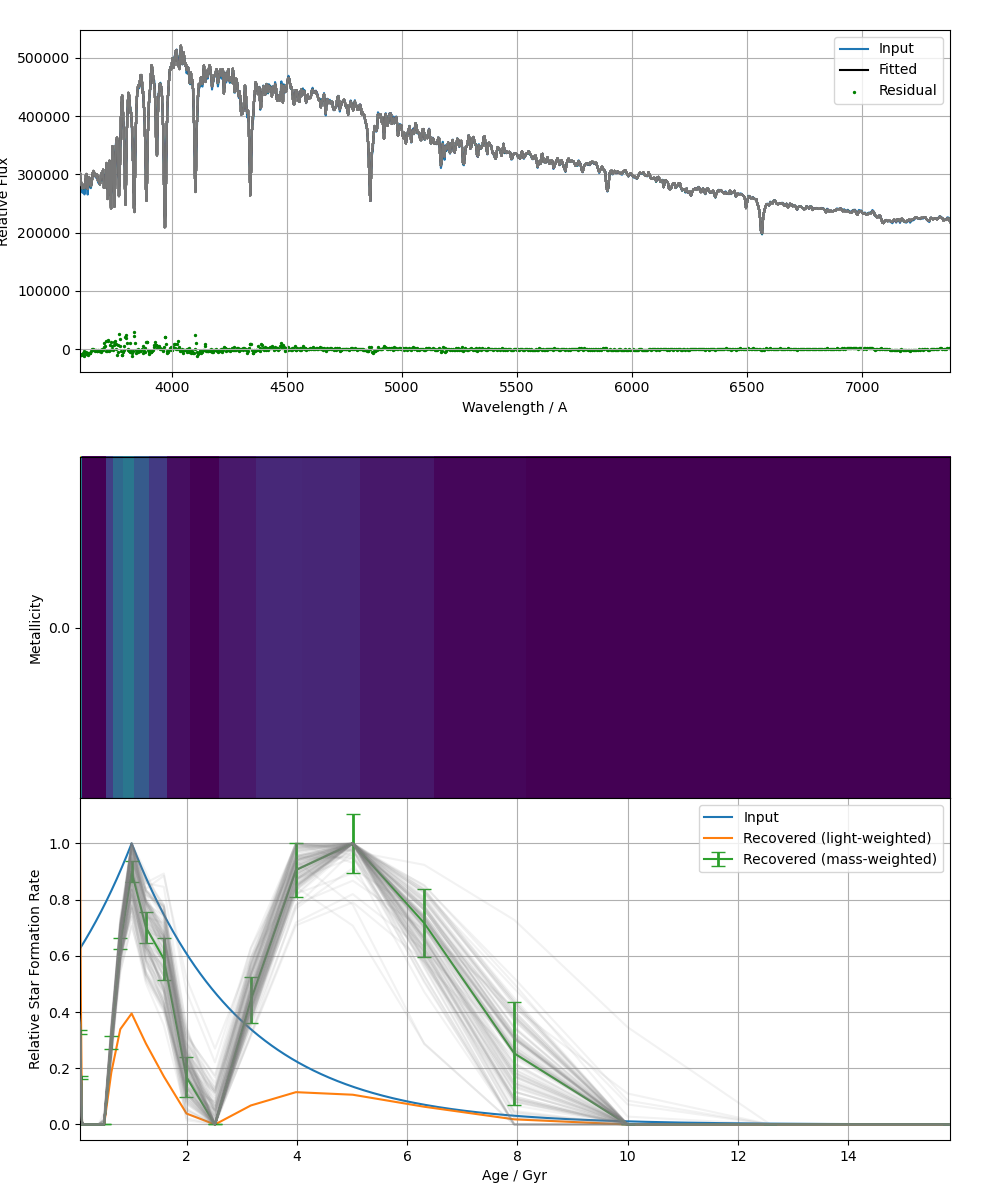 Relative Flux
500000
400000
300000
200000
100000
0
Input
Fitted
Residual
4000
4500
5000
5500
6000
6500
7000
Wavelength / A
Metallicity
0.0
Relative Star Formation Rate
1.0
0.8
0.6
0.4
0.2
0.0
Input
Recovered (light-weighted)
Recovered (mass-weighted)
2
4
6
8
10
12
14
Age / Gyr